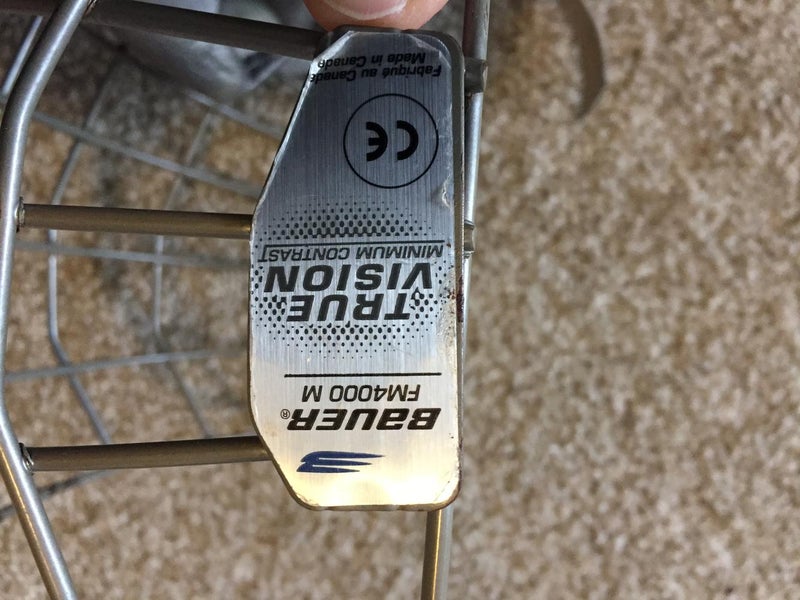 BAUER®
FM4000 M
TRUE
VISION
MINIMUM CONTRAST
CE
Fabriqué au Canada
Made in Canada